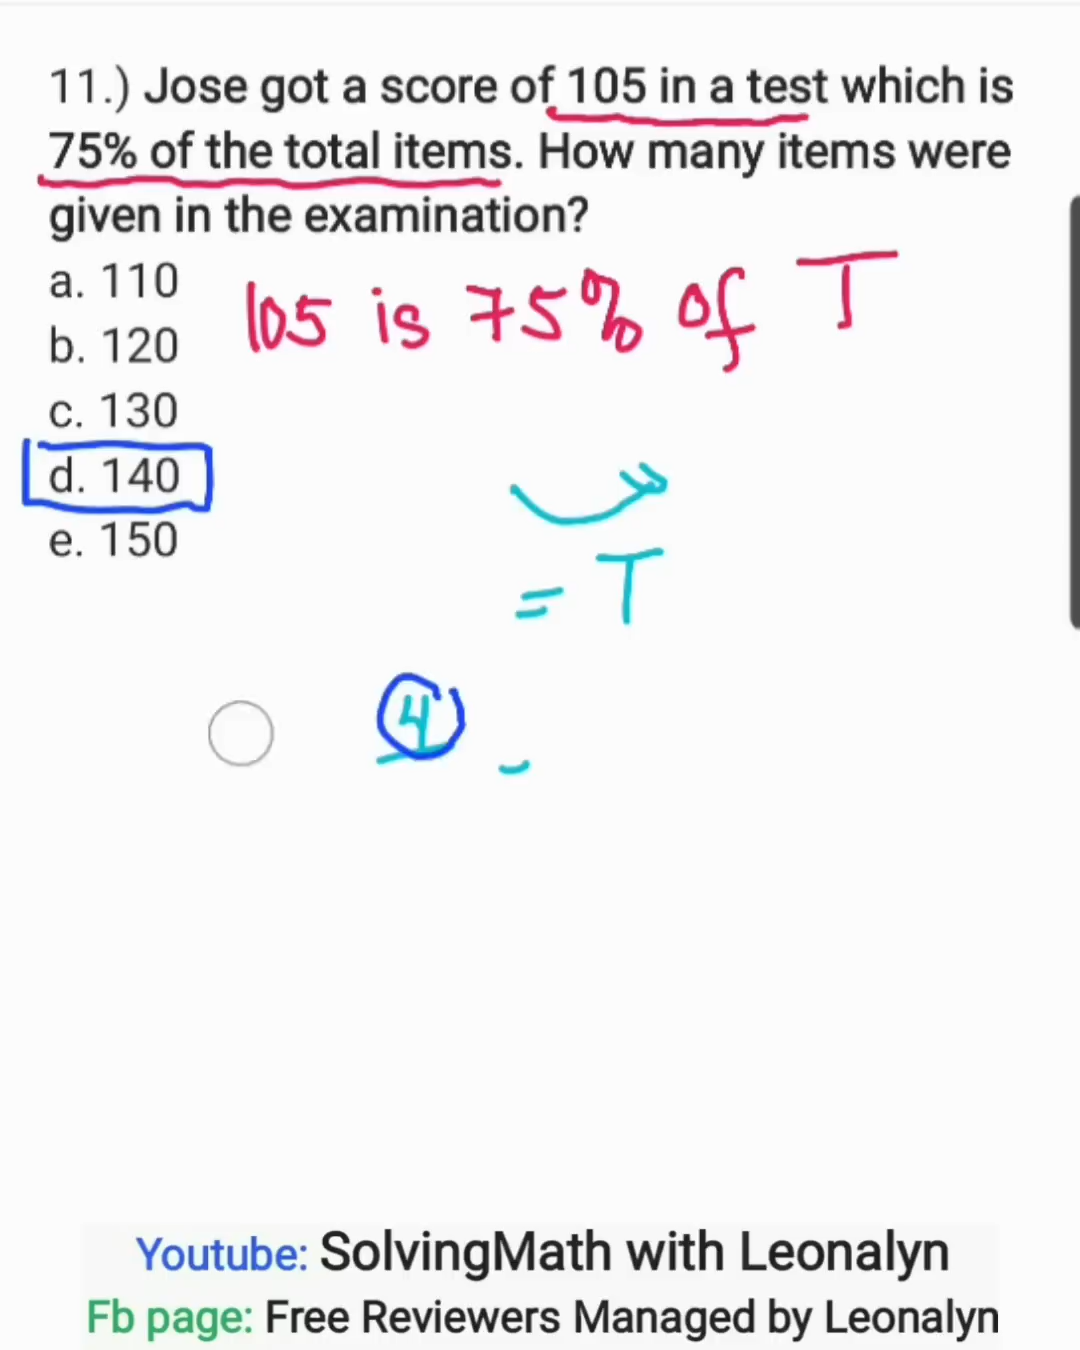 11.) Jose got a score of 105 in a test which is
75% of the total items. How many items were
given in the examination?
a. 110
105 is 75% of T
b. 120
c. 130
d. 140
e. 150
= T
4
Youtube: SolvingMath with Leonalyn
Fb page: Free Reviewers Managed by Leonalyn